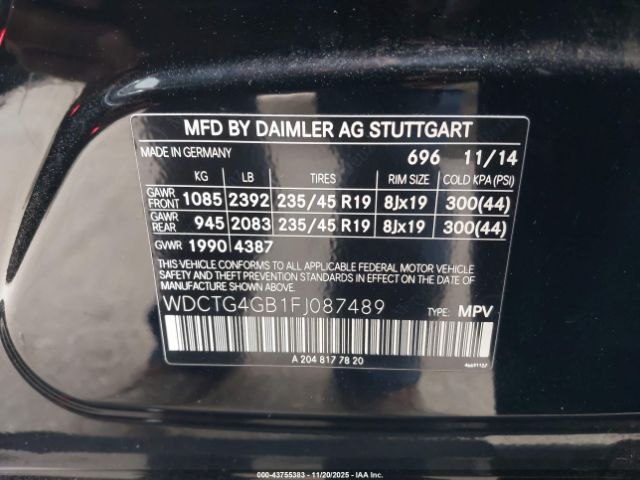 MFD BY DAIMLER AG STUTTGART
MADE IN GERMANY 696 11/14
KG LB TIRES RIM SIZE COLD KPA(PSI)
GAWR FRONT 1085 2392 235/45 R19 8Jx19 300(44)
GAWR REAR 945 2083 235/45 R19 8Jx19 300(44)
GVWR 1990 4387
THIS VEHICLE CONFORMS TO ALL APPLICABLE FEDERAL MOTOR VEHICLE
SAFETY AND THEFT PREVENTION STANDARDS IN EFFECT ON THE DATE
OF MANUFACTURE SHOWN ABOVE.
WDCTG4GB1FJ087489 TYPE: MPV
A 204 817 78 20
000-43755383 - 11/20/2025 - IAA Inc.